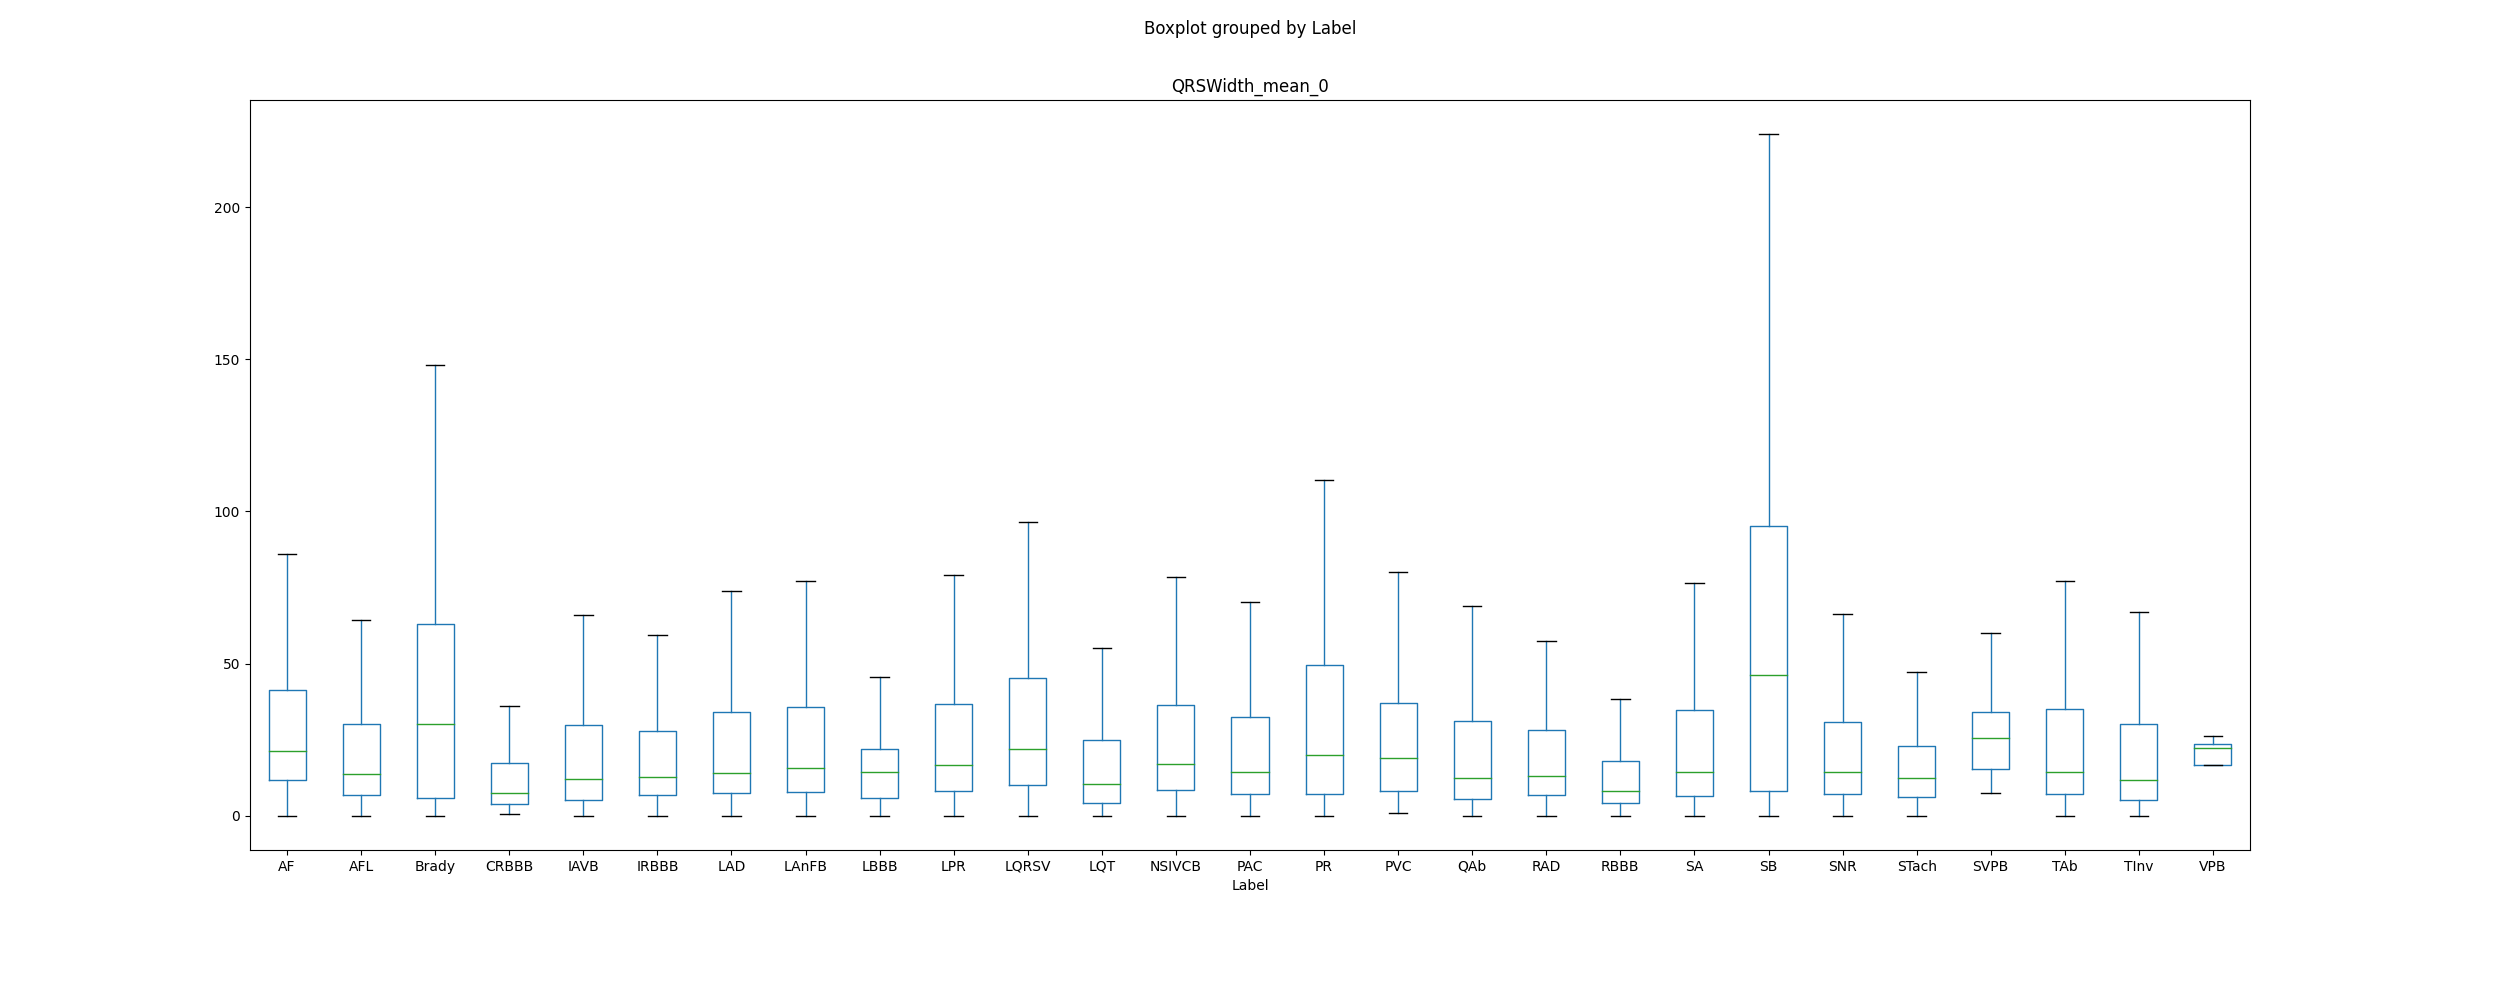 Boxplot grouped by Label
QRSWidth_mean_0
200
150
100
50
0
AF AFL Brady CRBBB IAVB IRBBB LAD LAnFB LBBB LPR LQRSV LQT NSIVCB PAC PR PVC QAb RAD RBBB SA SB SNR STach SVPB TAb TInv VPB
Label